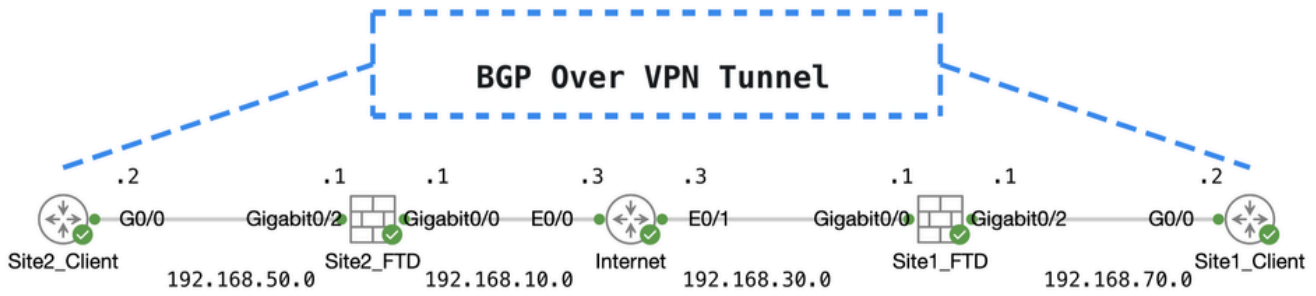 BGP Over VPN Tunnel
.2 .1 .1 .3 .3 .1 .1 .2
G0/0 Gigabit0/2 Gigabit0/0 E0/0 E0/1 Gigabit0/0 Gigabit0/2 G0/0
Site2_Client Site2_FTD Internet Site1_FTD Site1_Client
192.168.50.0 192.168.10.0 192.168.30.0 192.168.70.0